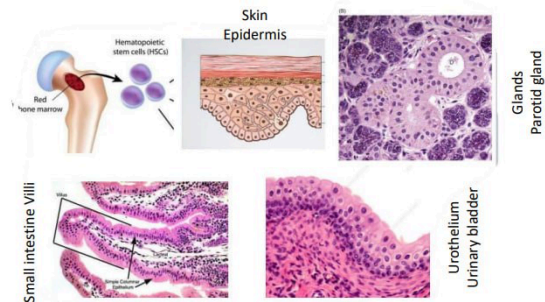 Hematopoietic
stem cells (HSCs)
Red
bone marrow
Skin
Epidermis
(B)
Glands
Parotid gland
Small intestine Villi
Villus
Simple Columnar
Epithelium
Urothelium
Urinary bladder